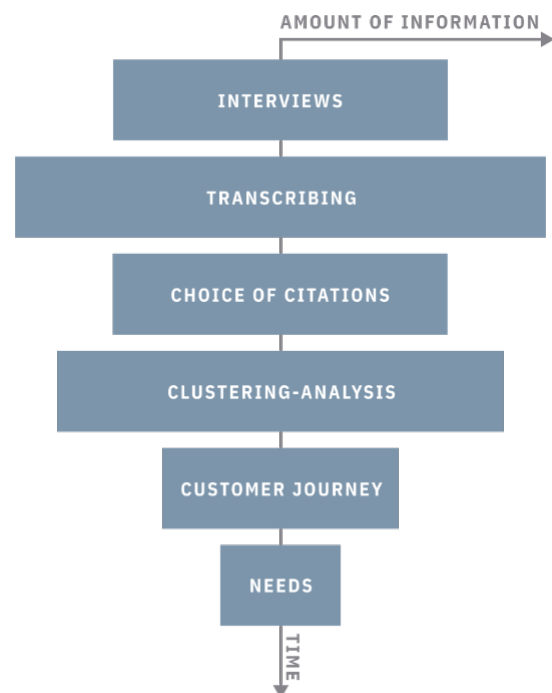 AMOUNT OF INFORMATION
INTERVIEWS
TRANSCRIBING
CHOICE OF CITATIONS
CLUSTERING-ANALYSIS
CUSTOMER JOURNEY
NEEDS
TIME